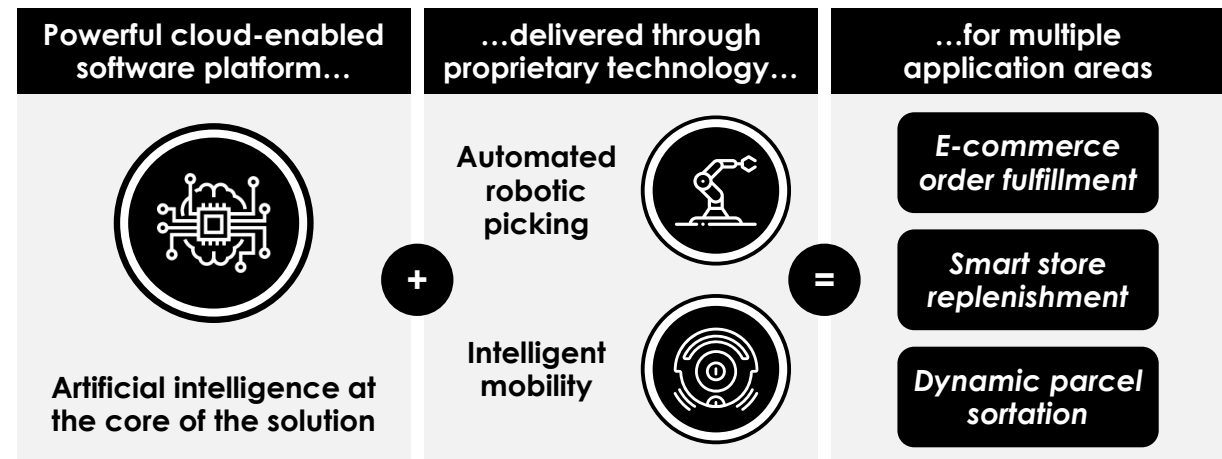 Powerful cloud-enabled
software platform…
Artificial intelligence at
the core of the solution
+
…delivered through
proprietary technology…
Automated
robotic
picking
Intelligent
mobility
=
…for multiple
application areas
E-commerce
order fulfillment
Smart store
replenishment
Dynamic parcel
sortation